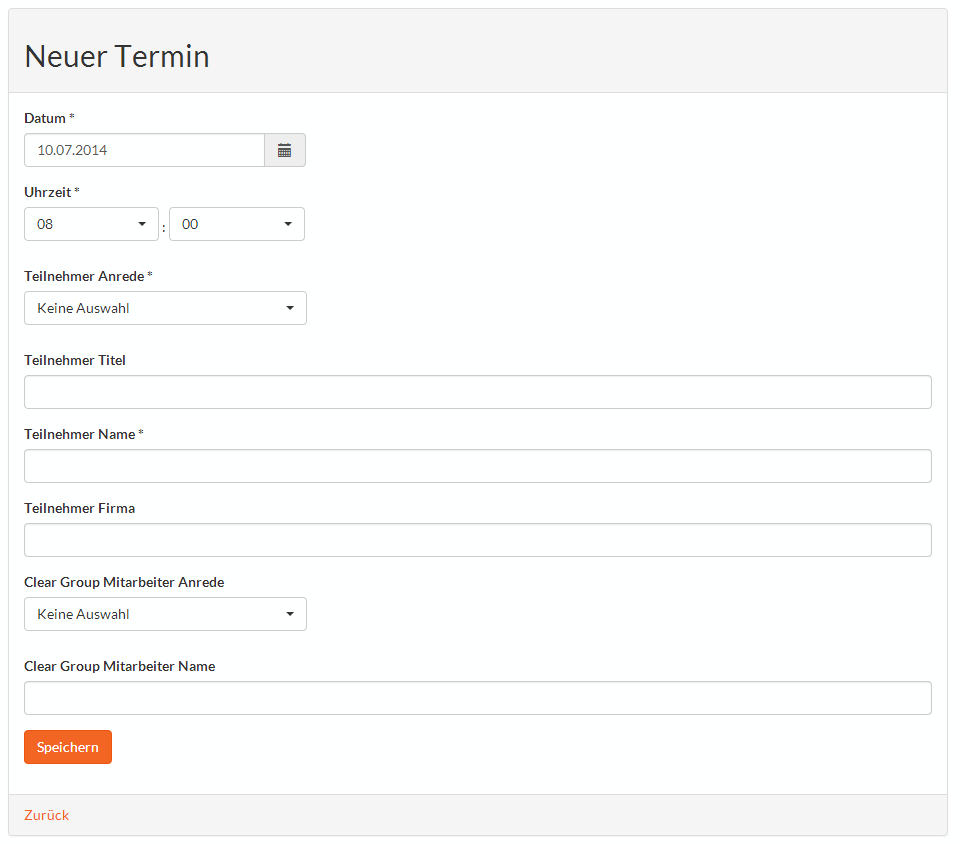 Neuer Termin
Datum *
10.07.2014
Uhrzeit *
08 : 00
Teilnehmer Anrede *
Keine Auswahl
Teilnehmer Titel
Teilnehmer Name *
Teilnehmer Firma
Clear Group Mitarbeiter Anrede
Keine Auswahl
Clear Group Mitarbeiter Name
Speichern
Zurück